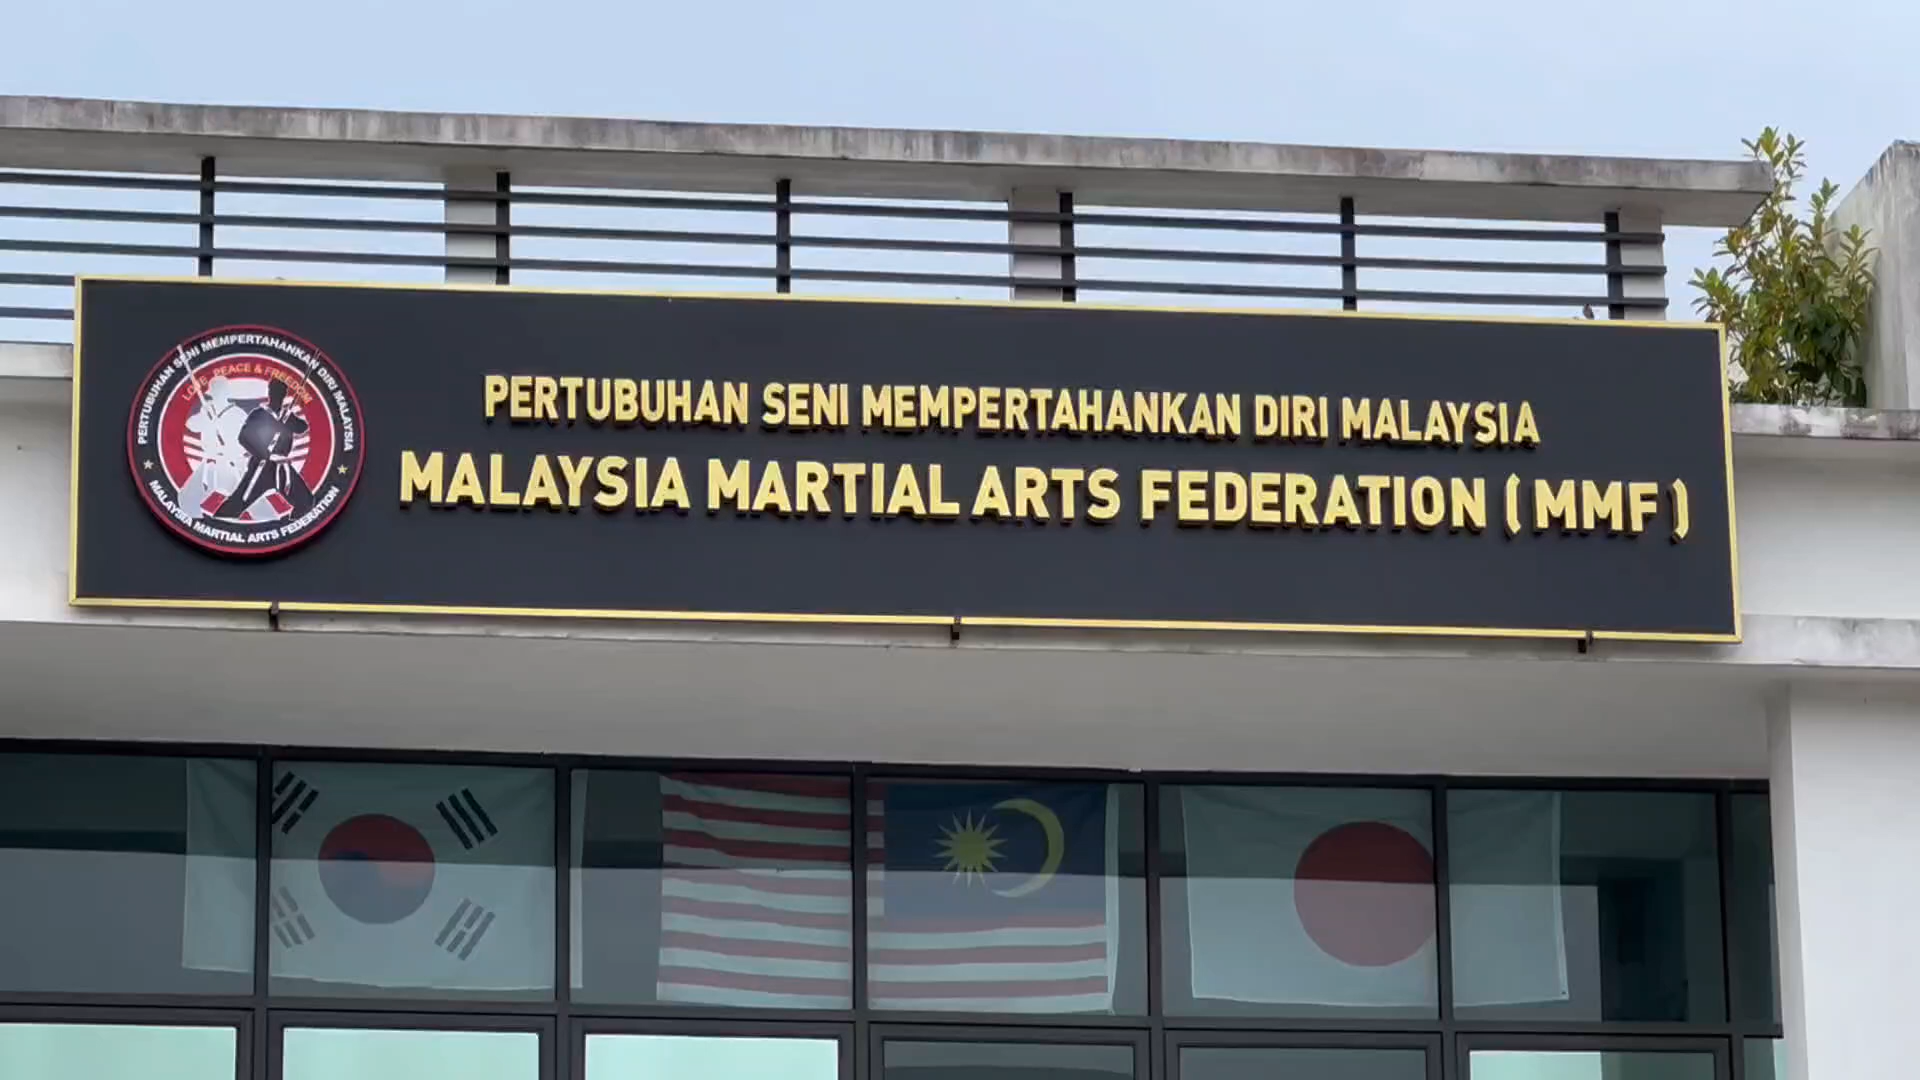 PERTUBUHAN SENI MEMPERTAHANKAN DIRI MALAYSIA
LOVE, PEACE & FREEDOM
MALAYSIA MARTIAL ARTS FEDERATION
PERTUBUHAN SENI MEMPERTAHANKAN DIRI MALAYSIA
MALAYSIA MARTIAL ARTS FEDERATION (MMF)